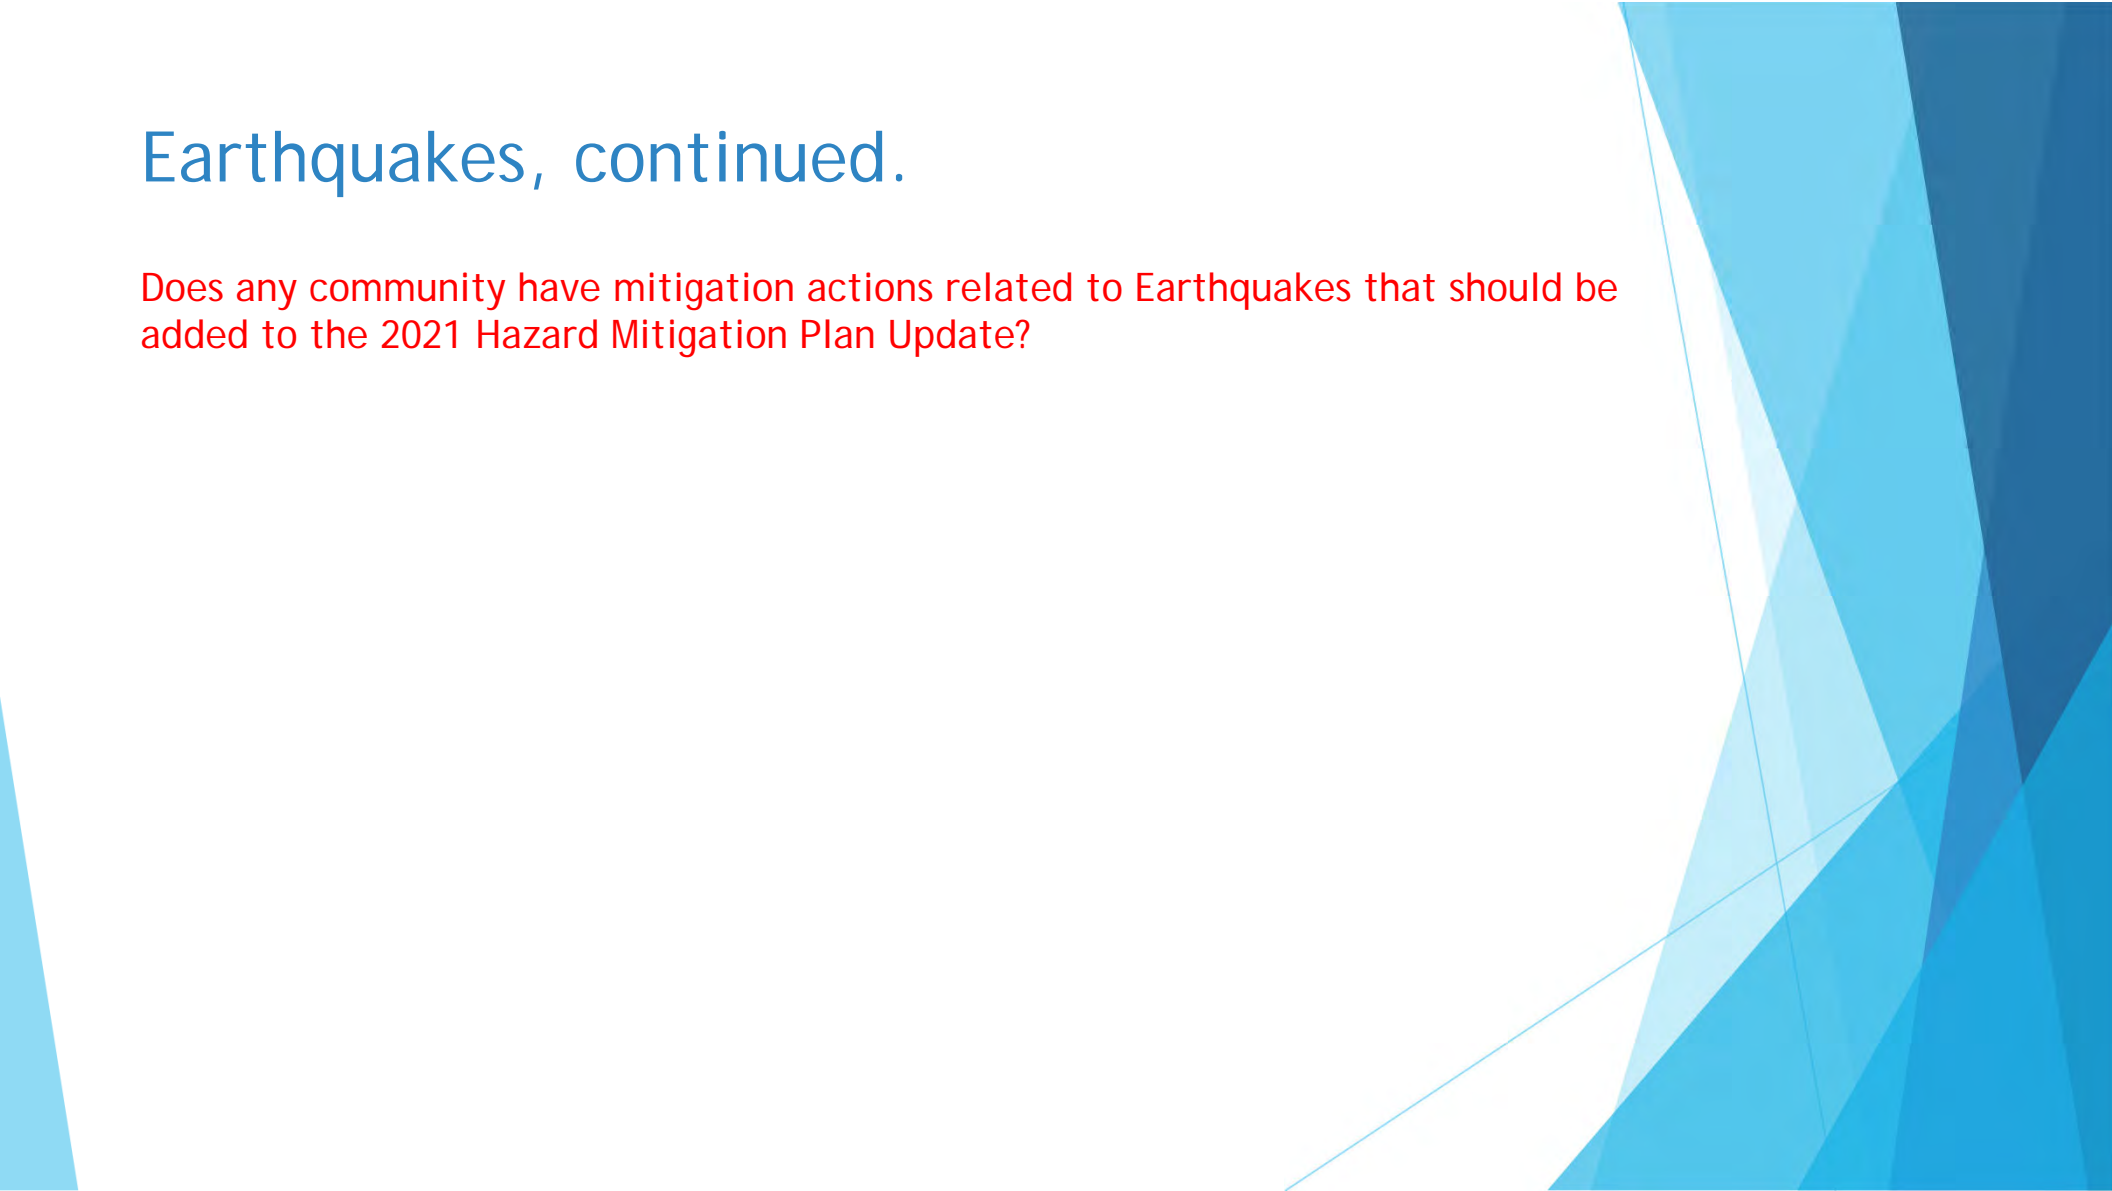 Earthquakes, continued.
Does any community have mitigation actions related to Earthquakes that should be
added to the 2021 Hazard Mitigation Plan Update?